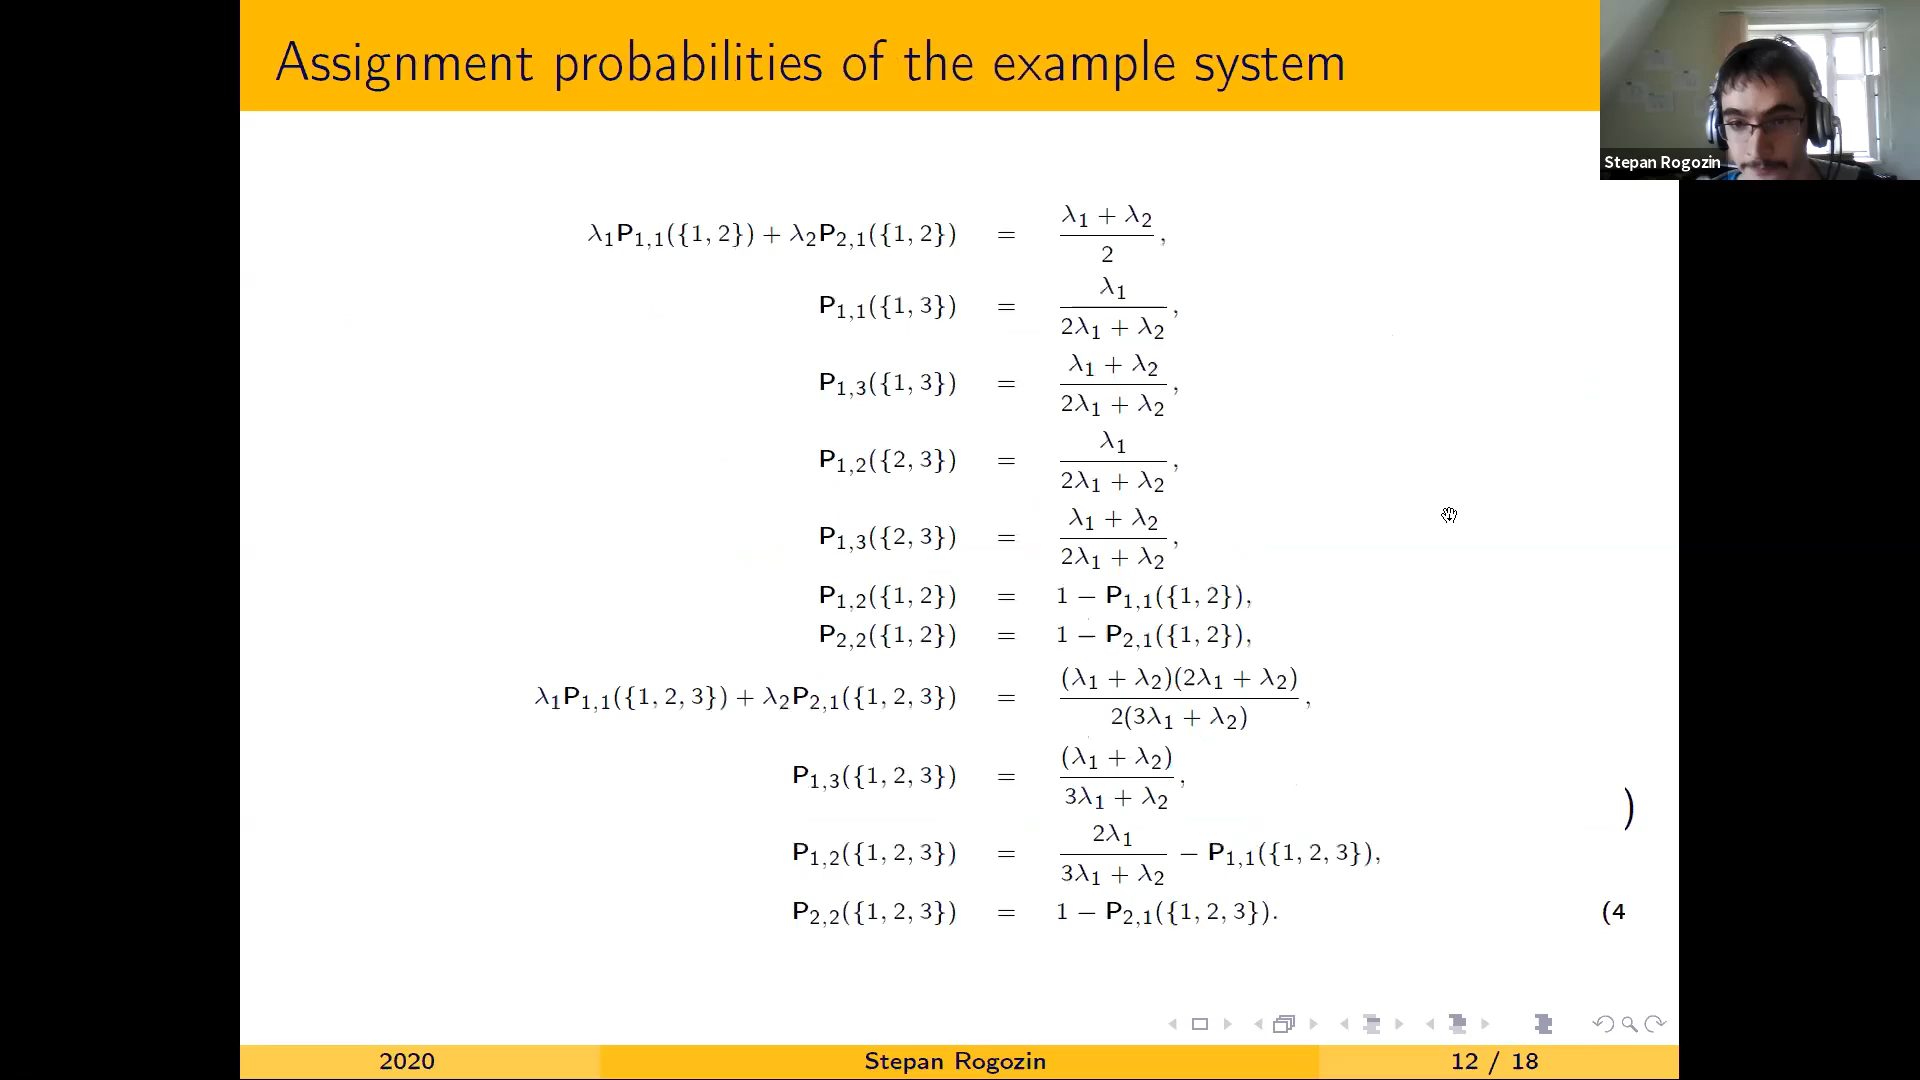 Assignment probabilities of the example system
Stepan Rogozin
λ₁P₁,₁({1, 2}) + λ₂P₂,₁({1, 2}) = (λ₁ + λ₂)/2,
P₁,₁({1, 3}) = λ₁/(2λ₁ + λ₂),
P₁,₃({1, 3}) = (λ₁ + λ₂)/(2λ₁ + λ₂),
P₁,₂({2, 3}) = λ₁/(2λ₁ + λ₂),
P₁,₃({2, 3}) = (λ₁ + λ₂)/(2λ₁ + λ₂),
P₁,₂({1, 2}) = 1 − P₁,₁({1, 2}),
P₂,₂({1, 2}) = 1 − P₂,₁({1, 2}),
λ₁P₁,₁({1, 2, 3}) + λ₂P₂,₁({1, 2, 3}) = (λ₁ + λ₂)(2λ₁ + λ₂)/2(3λ₁ + λ₂),
P₁,₃({1, 2, 3}) = (λ₁ + λ₂)/(3λ₁ + λ₂),
)
P₁,₂({1, 2, 3}) = 2λ₁/(3λ₁ + λ₂) − P₁,₁({1, 2, 3}),
P₂,₂({1, 2, 3}) = 1 − P₂,₁({1, 2, 3}). (4
2020 Stepan Rogozin 12 / 18